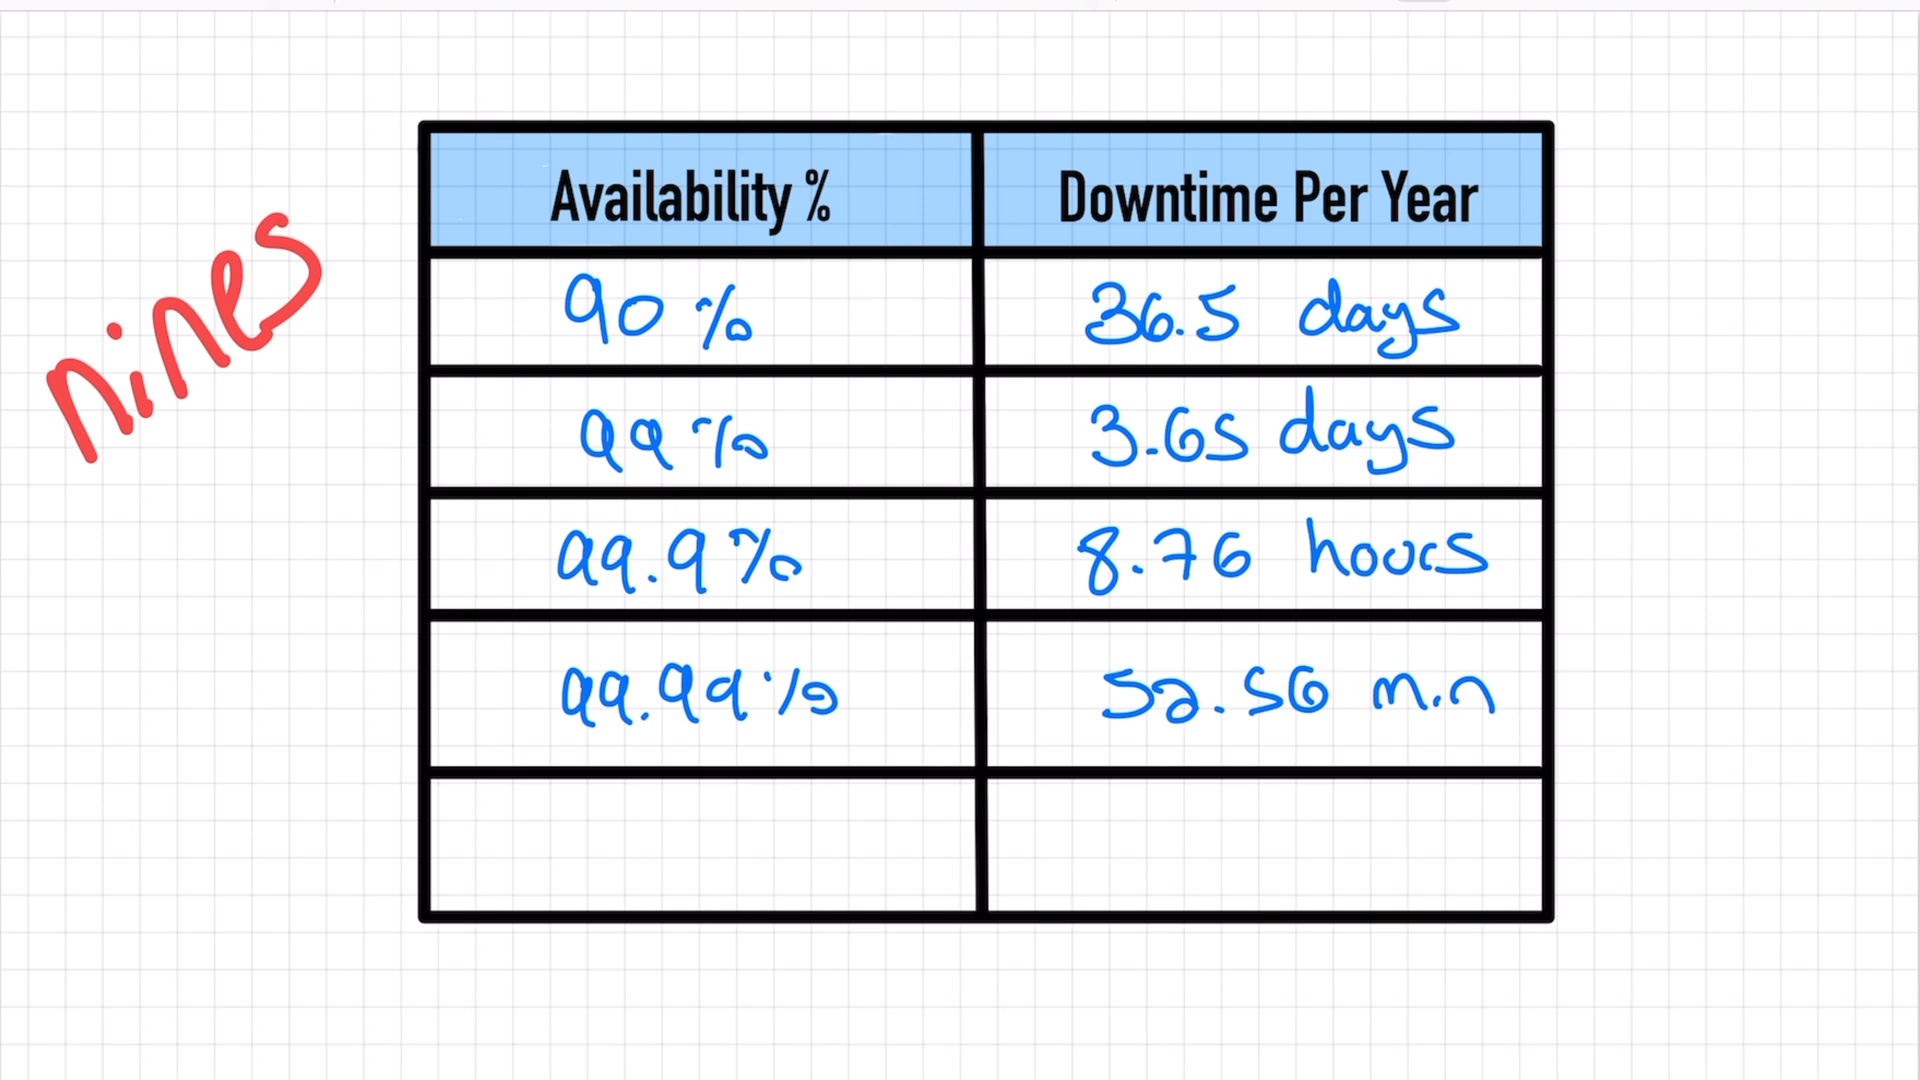 nines
Availability % Downtime Per Year
90 % 36.5 days
99 % 3.65 days
99.9 % 8.76 hours
99.99 % 52.56 min